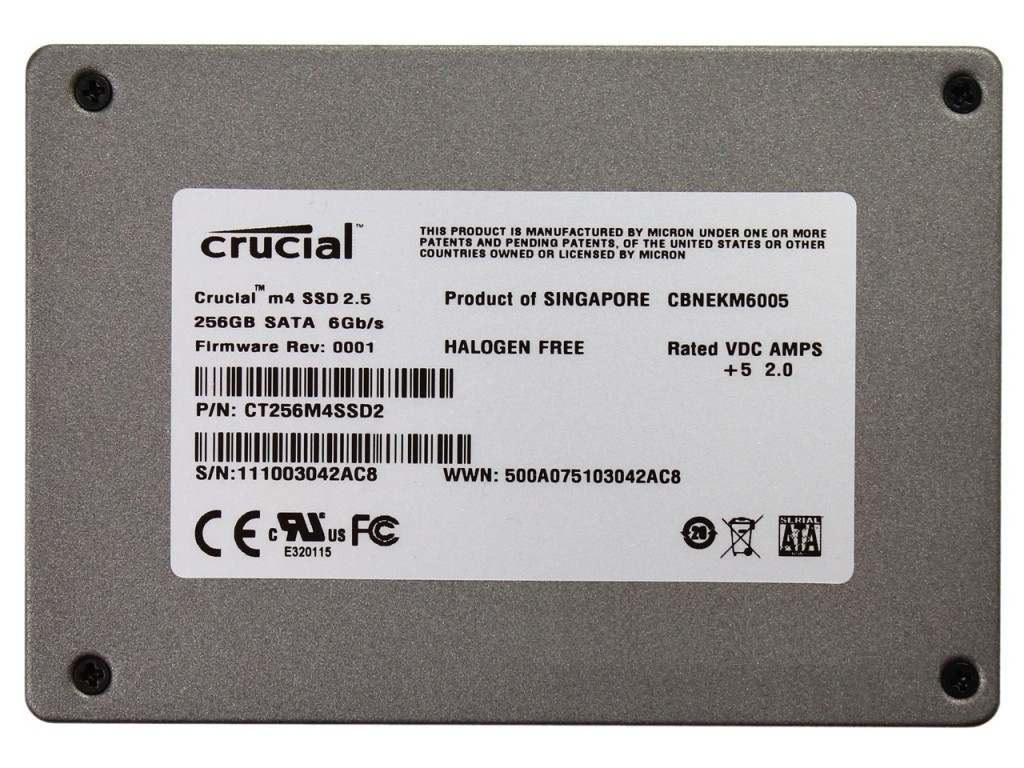 crucial™
THIS PRODUCT IS MANUFACTURED BY MICRON UNDER ONE OR MORE
PATENTS AND PENDING PATENTS, OF THE UNITED STATES OR OTHER
COUNTRIES OWNED OR LICENSED BY MICRON
Crucial™ m4 SSD 2.5
Product of SINGAPORE CBNEKM6005
256GB SATA 6Gb/s
Firmware Rev: 0001
HALOGEN FREE
Rated VDC AMPS
+5 2.0
P/N: CT256M4SSD2
S/N:111003042AC8
WWN: 500A075103042AC8
CE c RU US FC
E320115
20
SERIAL
ATA